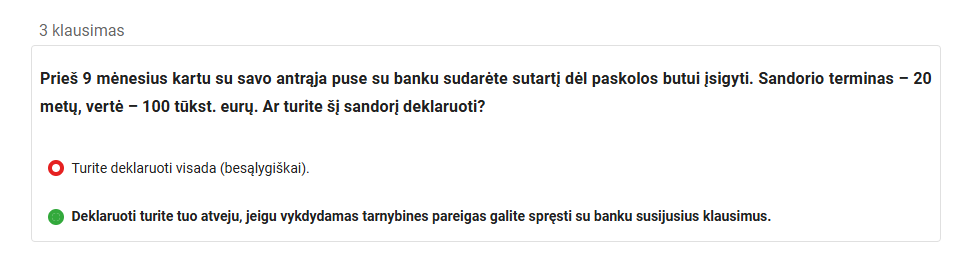 3 klausimas
Prieš 9 mėnesius kartu su savo antrąja puse su banku sudarėte sutartį dėl paskolos butui įsigyti. Sandorio terminas – 20
metų, vertė – 100 tūkst. eurų. Ar turite šį sandorį deklaruoti?
Turite deklaruoti visada (besąlygiškai).
Deklaruoti turite tuo atveju, jeigu vykdydamas tarnybines pareigas galite spręsti su banku susijusius klausimus.